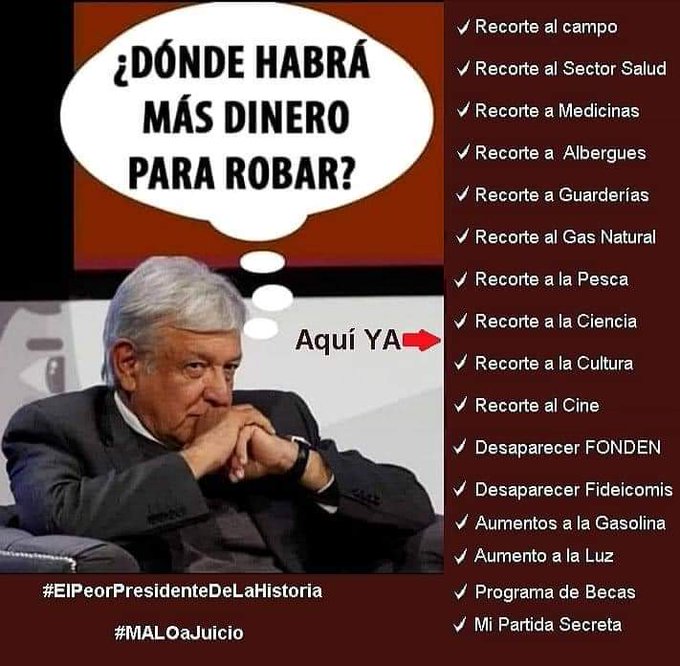 ¿DÓNDE HABRÁ
MÁS DINERO
PARA ROBAR?
Aquí YA
✓ Recorte al campo
✓ Recorte al Sector Salud
✓ Recorte a Medicinas
✓ Recorte a Albergues
✓ Recorte a Guarderías
✓ Recorte al Gas Natural
✓ Recorte a la Pesca
✓ Recorte a la Ciencia
✓ Recorte a la Cultura
✓ Recorte al Cine
✓ Desaparecer FONDEN
✓ Desaparecer Fideicomis
✓ Aumentos a la Gasolina
✓ Aumento a la Luz
✓ Programa de Becas
✓ Mi Partida Secreta
#ElPeorPresidenteDeLaHistoria
#MALOaJuicio